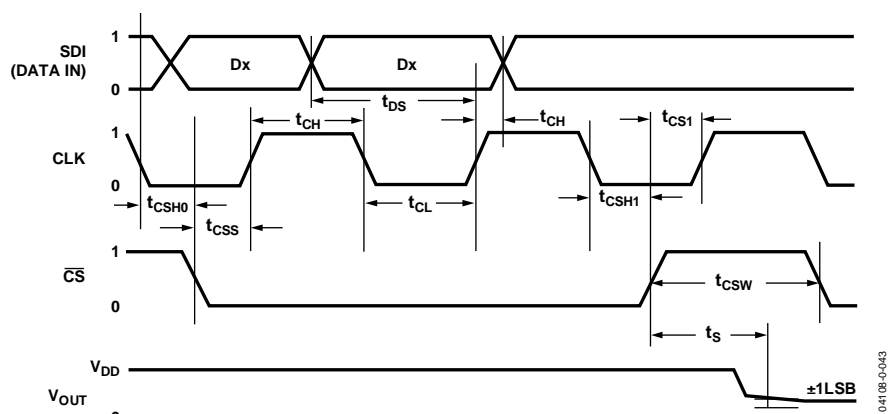 SDI
(DATA IN)
1
0
Dx
Dx
tDS
CLK
1
0
tCH
tCH
tCS1
tCSH0
tCSS
tCL
tCSH1
CS
1
0
tCSW
tS
VDD
VOUT
±1LSB
04108-0-043